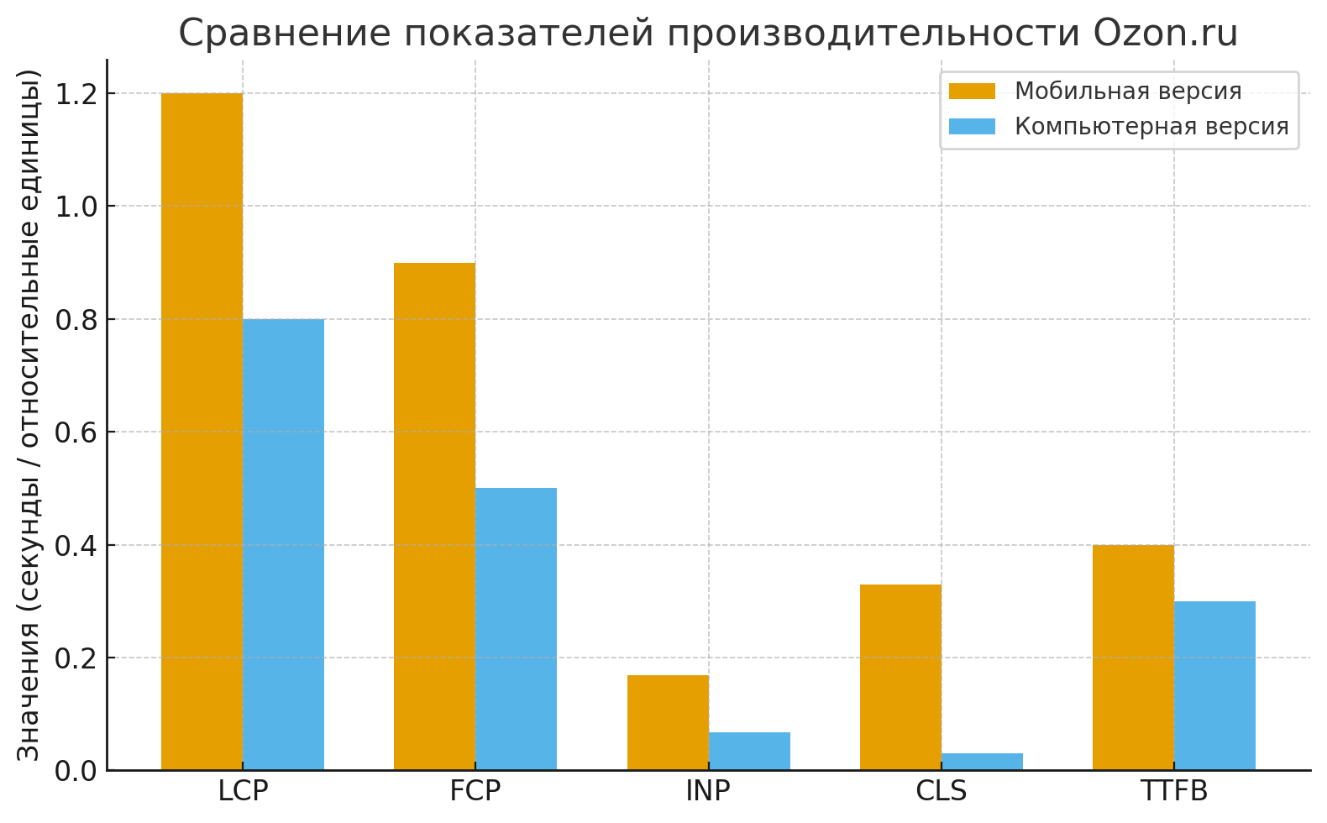 Сравнение показателей производительности Ozon.ru
Значения (секунды / относительные единицы)
1.2
1.0
0.8
0.6
0.4
0.2
0.0
Мобильная версия
Компьютерная версия
LCP FCP INP CLS TTFB